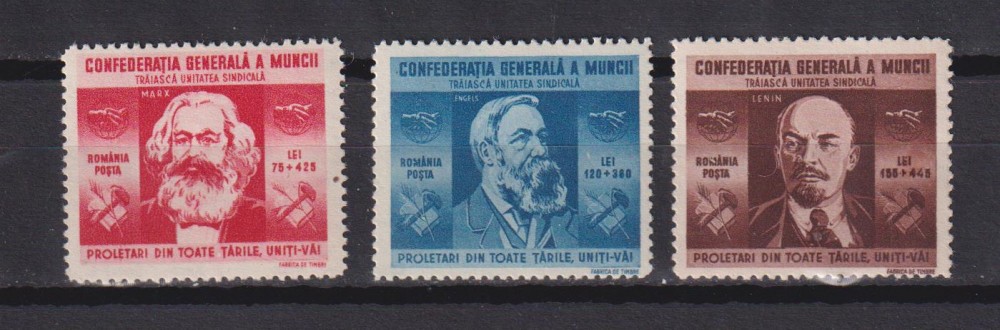 CONFEDERAȚIA GENERALĂ A MUNCII
TRĂIASCĂ UNITATEA SINDICALĂ
MARX
ROMÂNIA
POȘTA
LEI
75+425
PROLETARI DIN TOATE ȚĂRILE, UNIȚI-VĂ!
FABRICA DE TIMBRE
CONFEDERAȚIA GENERALĂ A MUNCII
TRĂIASCĂ UNITATEA SINDICALĂ
ENGELS
ROMÂNIA
POȘTA
LEI
120+380
PROLETARI DIN TOATE ȚĂRILE, UNIȚI-VĂ!
FABRICA DE TIMBRE
CONFEDERAȚIA GENERALĂ A MUNCII
TRĂIASCĂ UNITATEA SINDICALĂ
LENIN
ROMÂNIA
POȘTA
LEI
155+445
PROLETARI DIN TOATE ȚĂRILE, UNIȚI-VĂ!
FABRICA DE TIMBRE